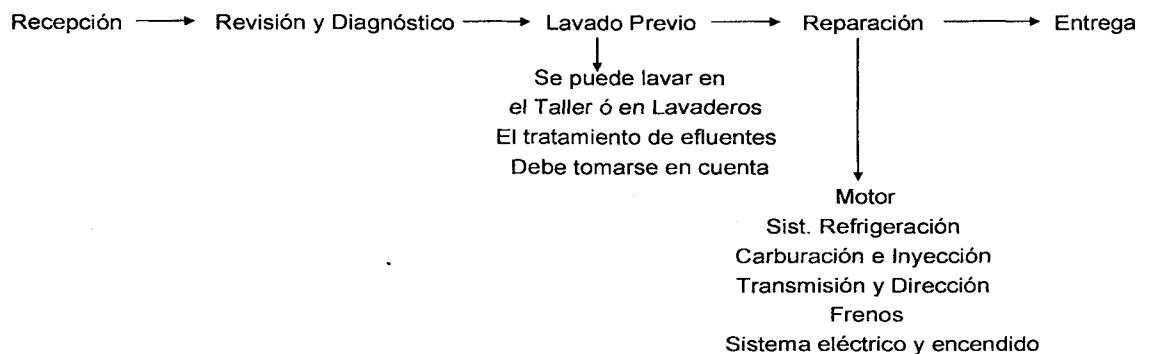 Recepción → Revisión y Diagnóstico → Lavado Previo → Reparación → Entrega
Se puede lavar en
el Taller ó en Lavaderos
El tratamiento de efluentes
Debe tomarse en cuenta
Motor
Sist. Refrigeración
Carburación e Inyección
Transmisión y Dirección
Frenos
Sistema eléctrico y encendido